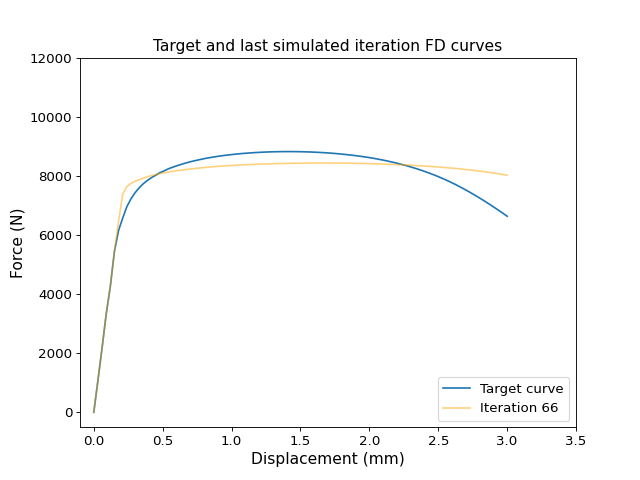 Target and last simulated iteration FD curves
12000
10000
8000
6000
4000
2000
0
Force (N)
0.0 0.5 1.0 1.5 2.0 2.5 3.0 3.5
Displacement (mm)
Target curve
Iteration 66